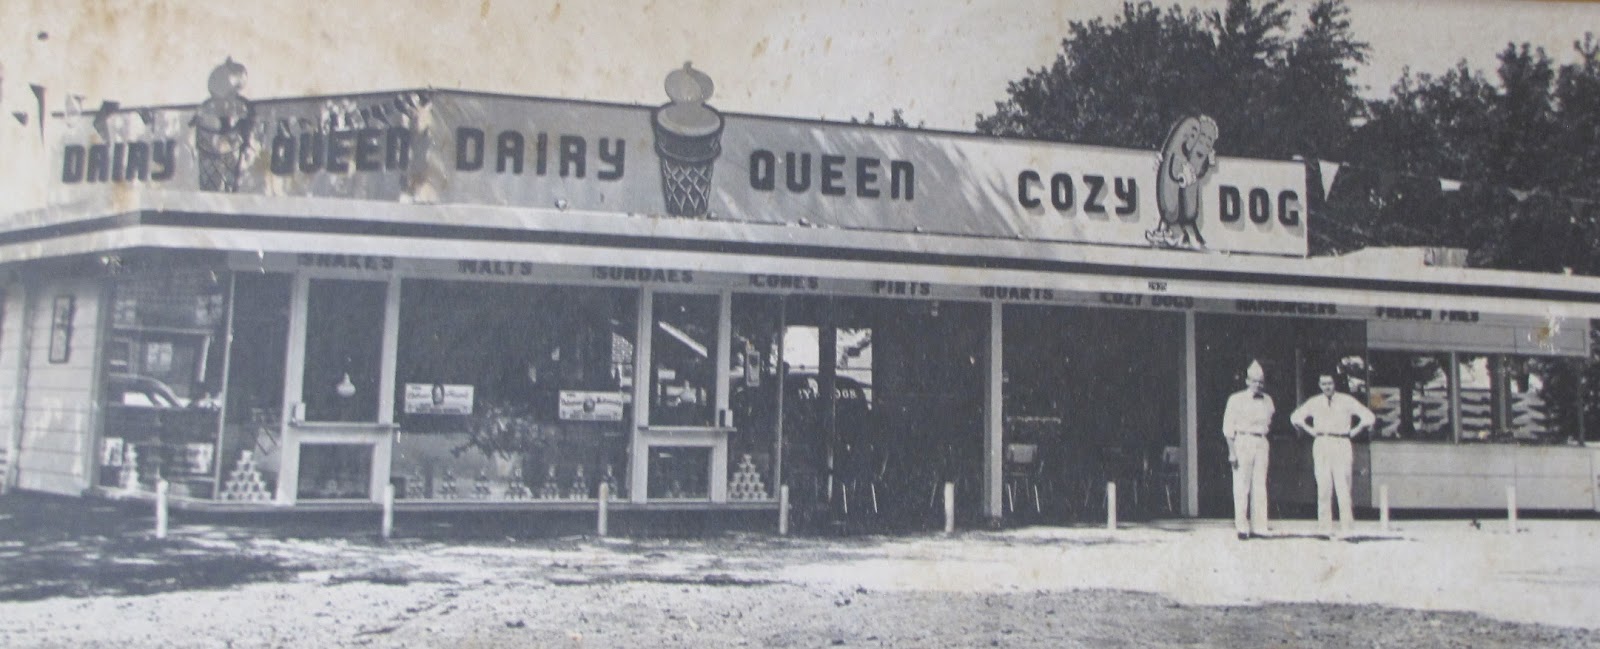 DAIRY QUEEN DAIRY QUEEN COZY DOG
SHAKES MALTS SUNDAES CONES PINTS QUARTS COZY DOGS HAMBURGERS FRENCH FRIES